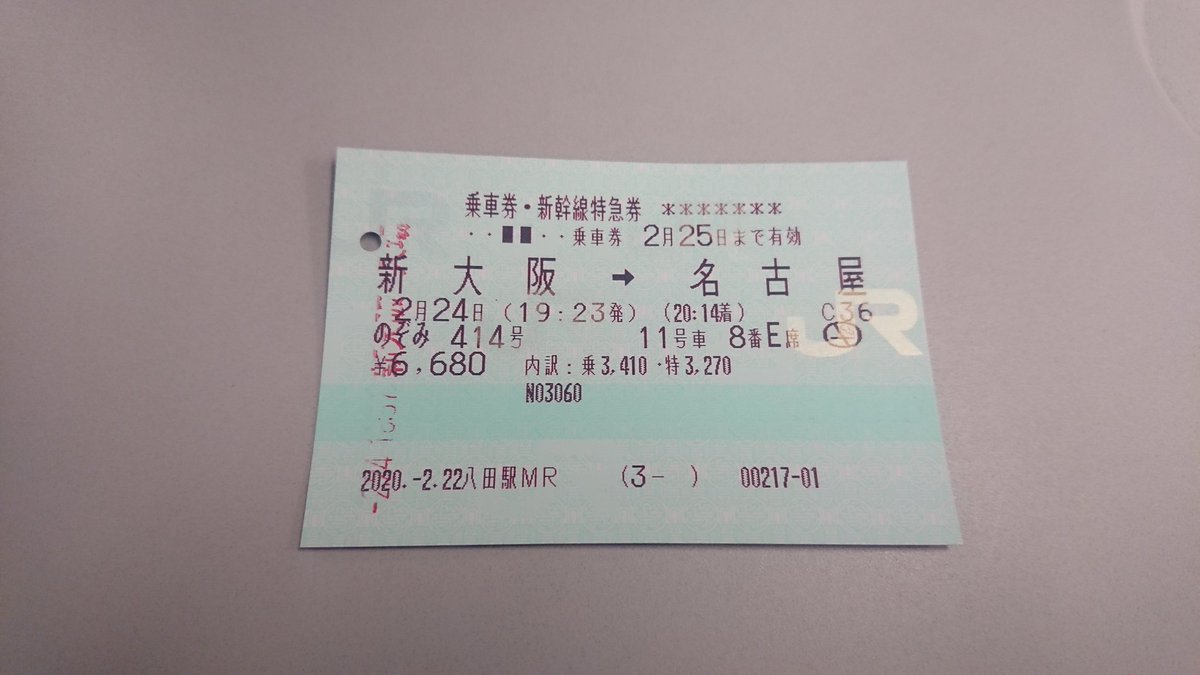 乗車券・新幹線特急券 *******
・・■■・・乗車券 2月25日まで有効
新大阪 → 名古屋
2月24日 (19:23発) (20:14着) C36
のぞみ 414号 11号車 8番E席
¥6,680 内訳:乗3,410・特3,270
N03060
2020.-2.22八田駅MR (3- ) 00217-01
JR